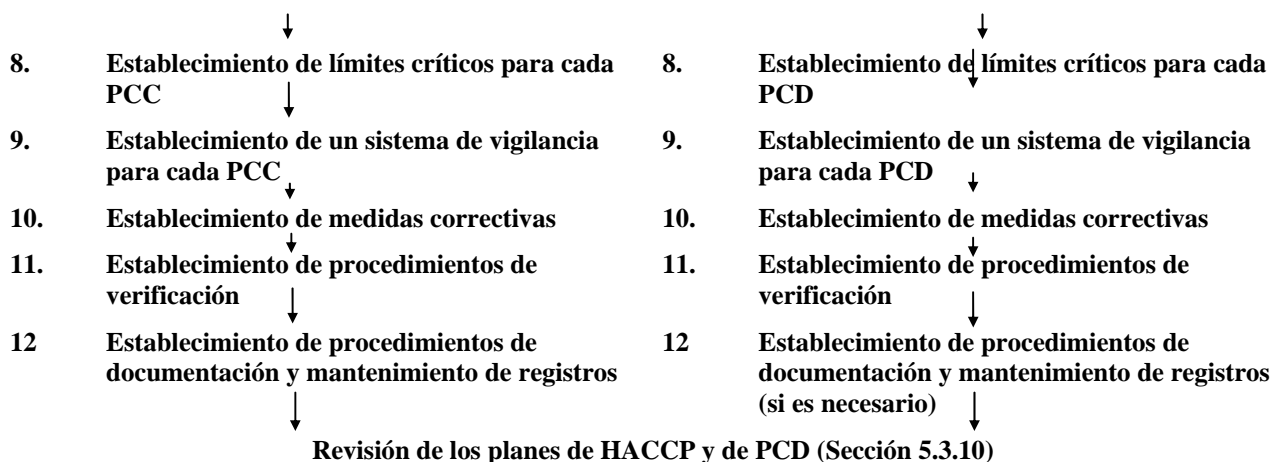 8. Establecimiento de límites críticos para cada
PCC
9. Establecimiento de un sistema de vigilancia
para cada PCC
10. Establecimiento de medidas correctivas
11. Establecimiento de procedimientos de
verificación
12 Establecimiento de procedimientos de
documentación y mantenimiento de registros
8. Establecimiento de límites críticos para cada
PCD
9. Establecimiento de un sistema de vigilancia
para cada PCD
10. Establecimiento de medidas correctivas
11. Establecimiento de procedimientos de
verificación
12 Establecimiento de procedimientos de
documentación y mantenimiento de registros
(si es necesario)
Revisión de los planes de HACCP y de PCD (Sección 5.3.10)